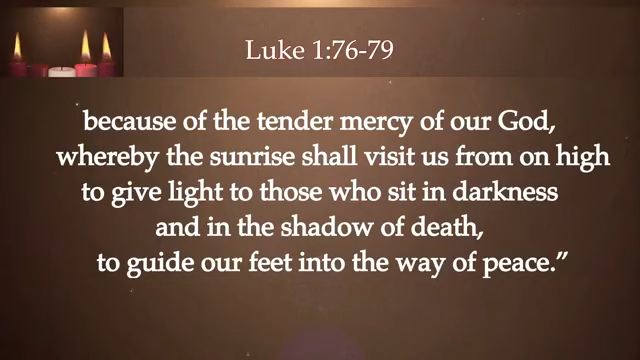 Luke 1:76-79
because of the tender mercy of our God,
whereby the sunrise shall visit us from on high
to give light to those who sit in darkness
and in the shadow of death,
to guide our feet into the way of peace.”